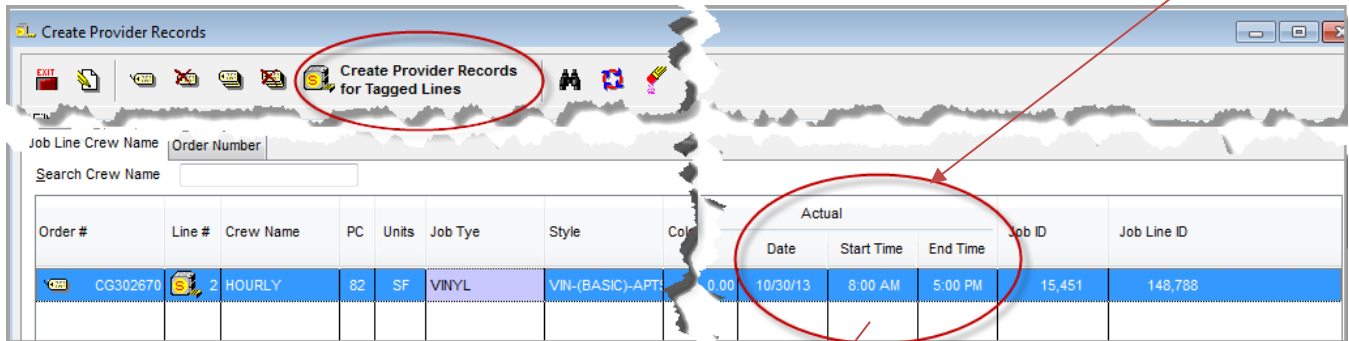 Create Provider Records
EXIT
Create Provider Records
for Tagged Lines
Job Line Crew Name Order Number
Search Crew Name
Actual
Order # Line # Crew Name PC Units Job Tye Style Col Date Start Time End Time Job ID Job Line ID
CG302670 2 HOURLY 82 SF VINYL VIN-(BASIC)-APTS 0.00 10/30/13 8:00 AM 5:00 PM 15,451 148,788